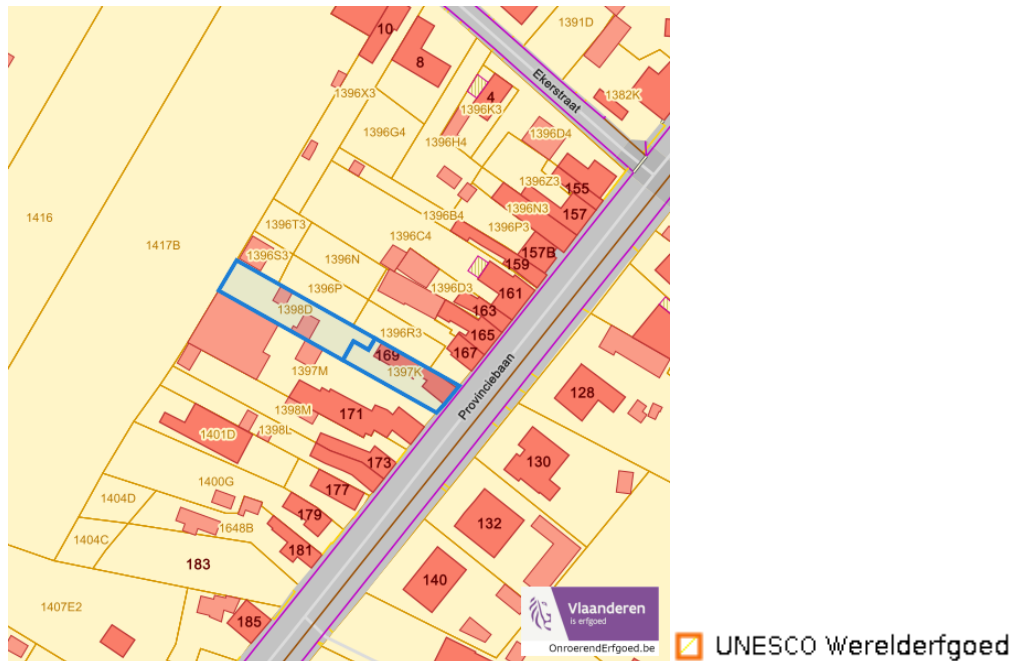 1391D
10
8
Ekerstraat
1382K
1396X3
4
1396K3
1396G4
1396H4
1396D4
1396Z3
155
1396N3
157
1396B4
1396P3
1416
1417B
1396T3
1396C4
157B
1396S3
1396N
159
1396P
1396D3
161
1398D
163
1396R3
165
169
167
1397M
1397K
Provinciebaan
128
1398M
171
1401D
1398L
173
130
1400G
177
1404D
179
132
1648B
1404C
181
183
140
1407E2
185
Vlaanderen
is erfgoed
OnroerendErfgoed.be
UNESCO Werelderfgoed